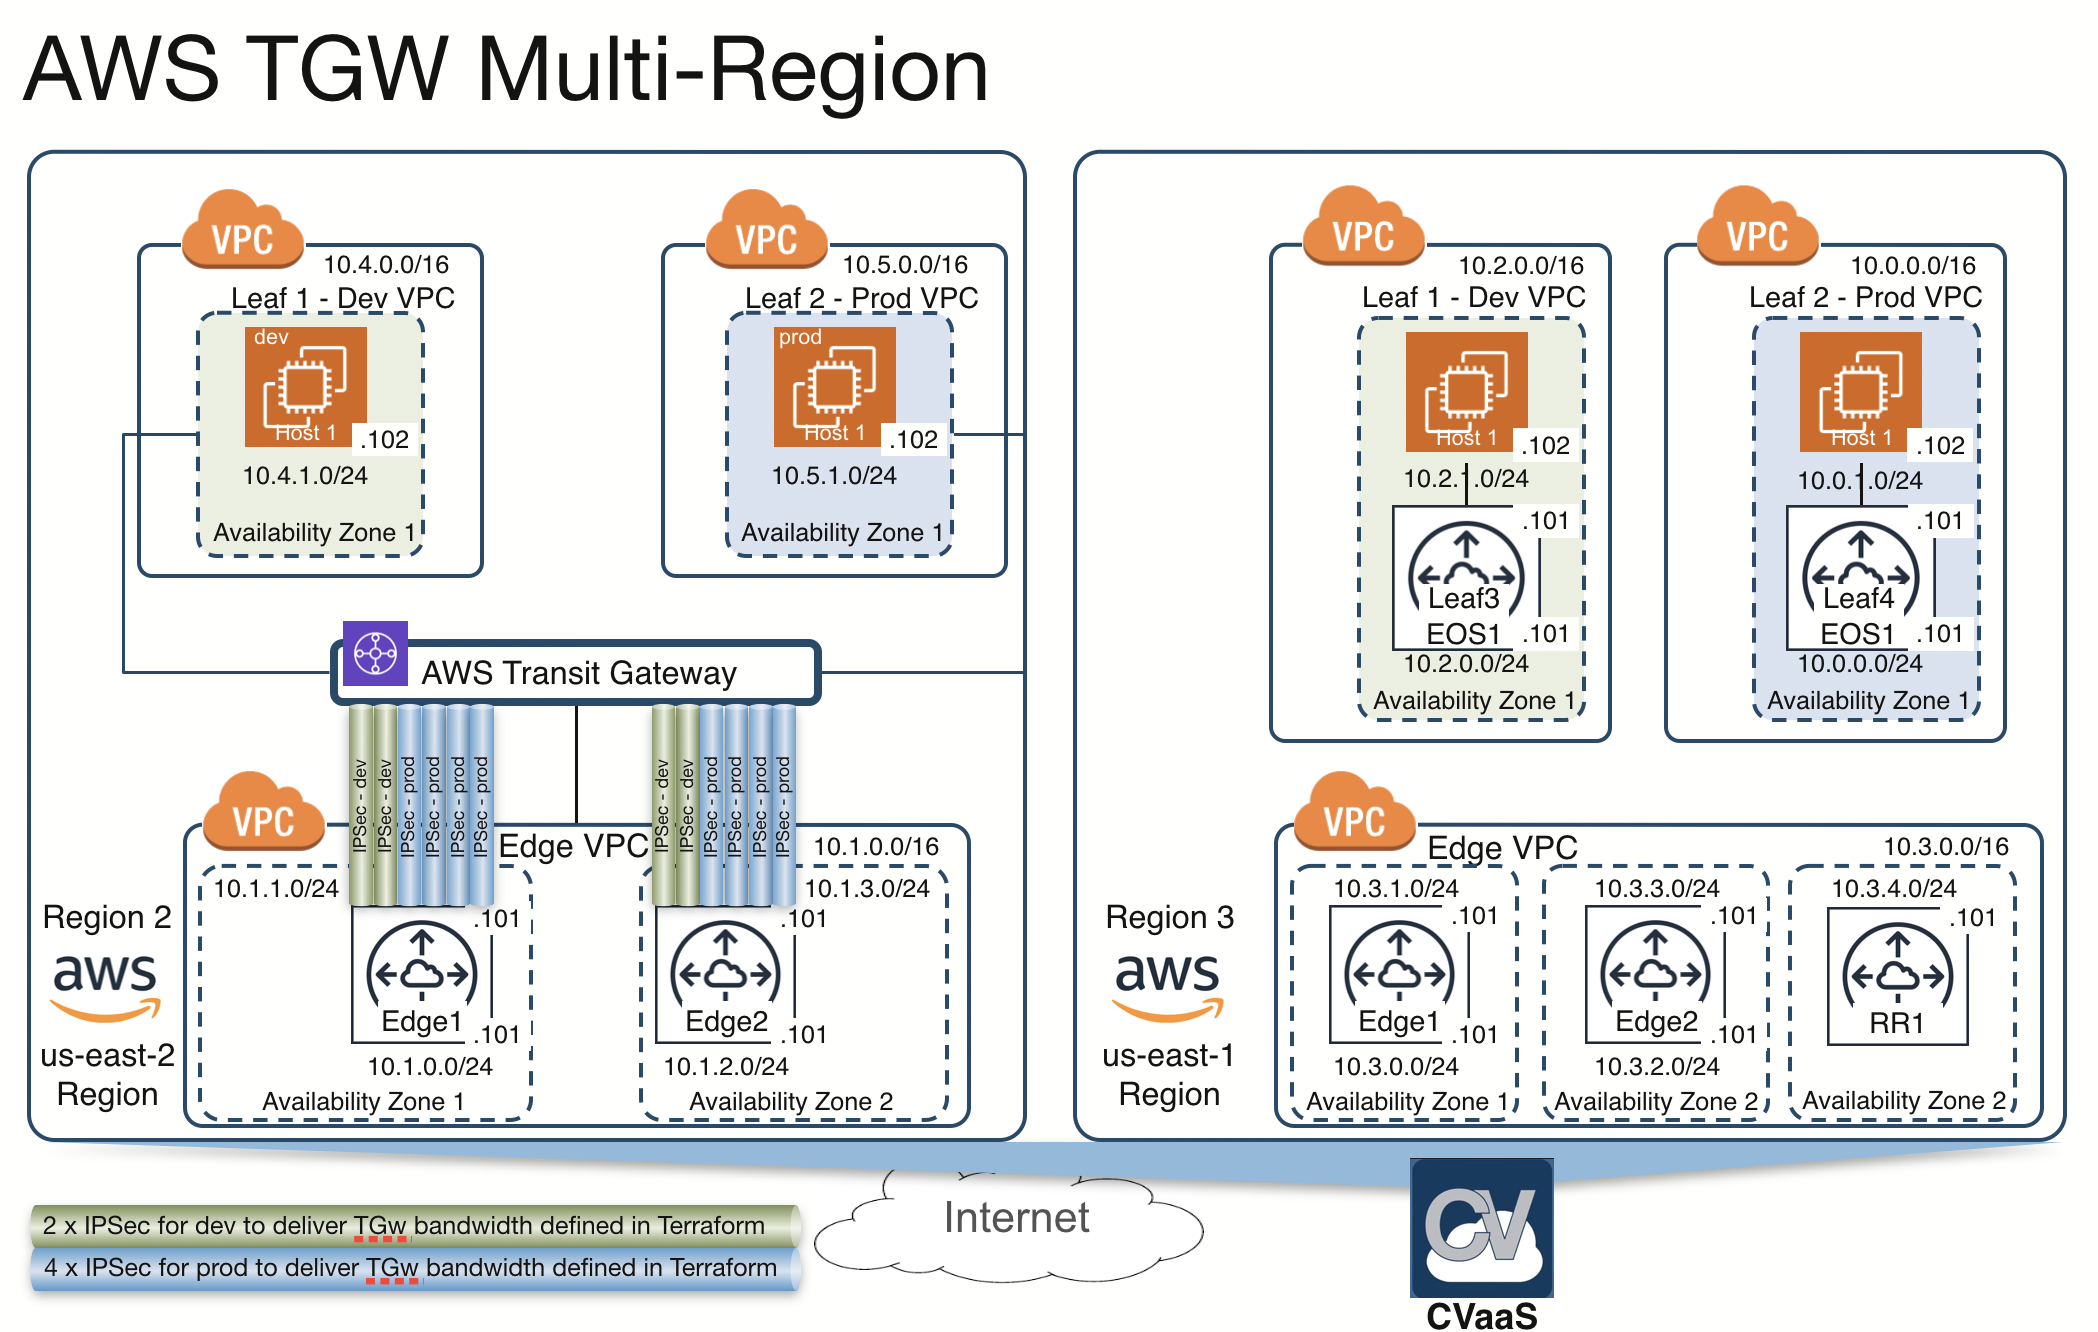 AWS TGW Multi-Region
VPC
10.4.0.0/16
Leaf 1 - Dev VPC
dev
Host 1
.102
10.4.1.0/24
Availability Zone 1
VPC
10.5.0.0/16
Leaf 2 - Prod VPC
prod
Host 1
.102
10.5.1.0/24
Availability Zone 1
AWS Transit Gateway
IPSec - dev
IPSec - dev
IPSec - prod
IPSec - prod
IPSec - prod
IPSec - prod
IPSec - dev
IPSec - dev
IPSec - prod
IPSec - prod
IPSec - prod
IPSec - prod
VPC
Edge VPC
10.1.0.0/16
10.1.1.0/24
.101
Edge1
.101
10.1.0.0/24
Availability Zone 1
10.1.3.0/24
.101
Edge2
.101
10.1.2.0/24
Availability Zone 2
Region 2
aws
us-east-2
Region
VPC
10.2.0.0/16
Leaf 1 - Dev VPC
Host 1
.102
10.2.1.0/24
.101
Leaf3
EOS1
.101
10.2.0.0/24
Availability Zone 1
VPC
10.0.0.0/16
Leaf 2 - Prod VPC
Host 1
.102
10.0.1.0/24
.101
Leaf4
EOS1
.101
10.0.0.0/24
Availability Zone 1
VPC
Edge VPC
10.3.0.0/16
10.3.1.0/24
.101
Edge1
.101
10.3.0.0/24
Availability Zone 1
10.3.3.0/24
.101
Edge2
.101
10.3.2.0/24
Availability Zone 2
10.3.4.0/24
.101
RR1
Availability Zone 2
Region 3
aws
us-east-1
Region
2 x IPSec for dev to deliver TGw bandwidth defined in Terraform
4 x IPSec for prod to deliver TGw bandwidth defined in Terraform
Internet
CV
CVaaS